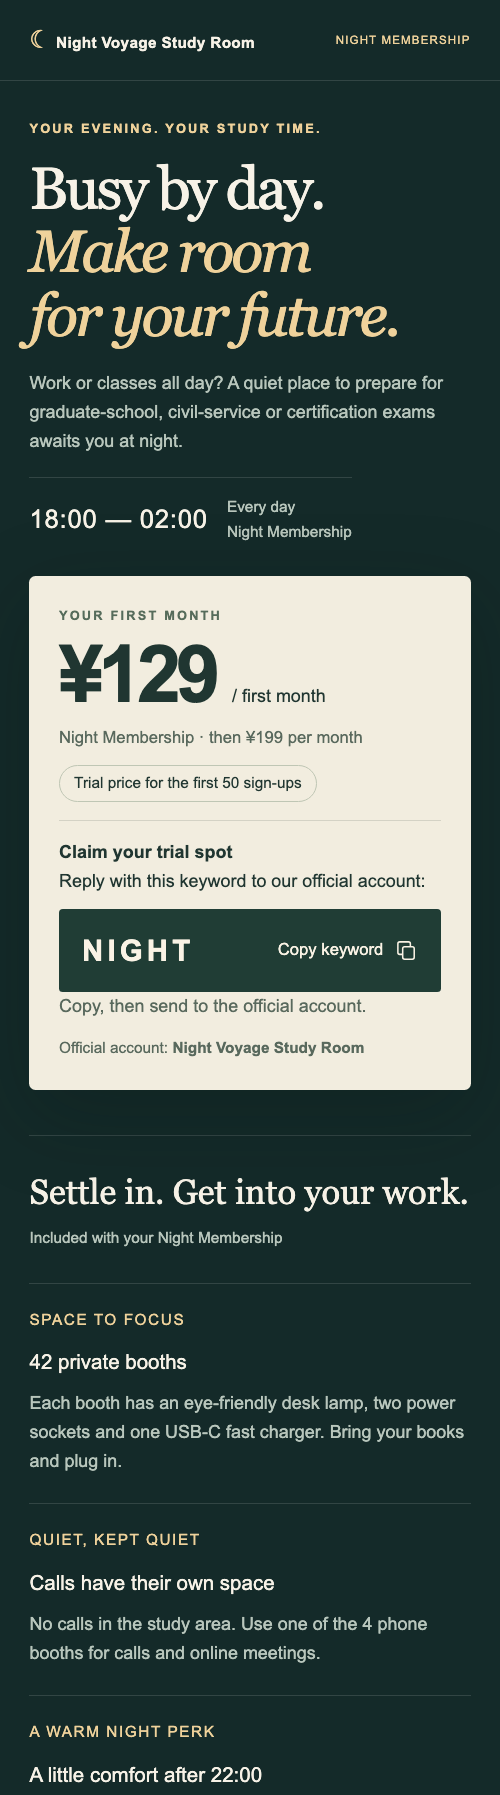 Night Voyage Study Room
NIGHT MEMBERSHIP
YOUR EVENING. YOUR STUDY TIME.
Busy by day.
Make room
for your future.
Work or classes all day? A quiet place to prepare for
graduate-school, civil-service or certification exams
awaits you at night.
18:00 — 02:00
Every day
Night Membership
YOUR FIRST MONTH
¥129 / first month
Night Membership · then ¥199 per month
Trial price for the first 50 sign-ups
Claim your trial spot
Reply with this keyword to our official account:
NIGHT
Copy keyword
Copy, then send to the official account.
Official account: Night Voyage Study Room
Settle in. Get into your work.
Included with your Night Membership
SPACE TO FOCUS
42 private booths
Each booth has an eye-friendly desk lamp, two power
sockets and one USB-C fast charger. Bring your books
and plug in.
QUIET, KEPT QUIET
Calls have their own space
No calls in the study area. Use one of the 4 phone
booths for calls and online meetings.
A WARM NIGHT PERK
A little comfort after 22:00